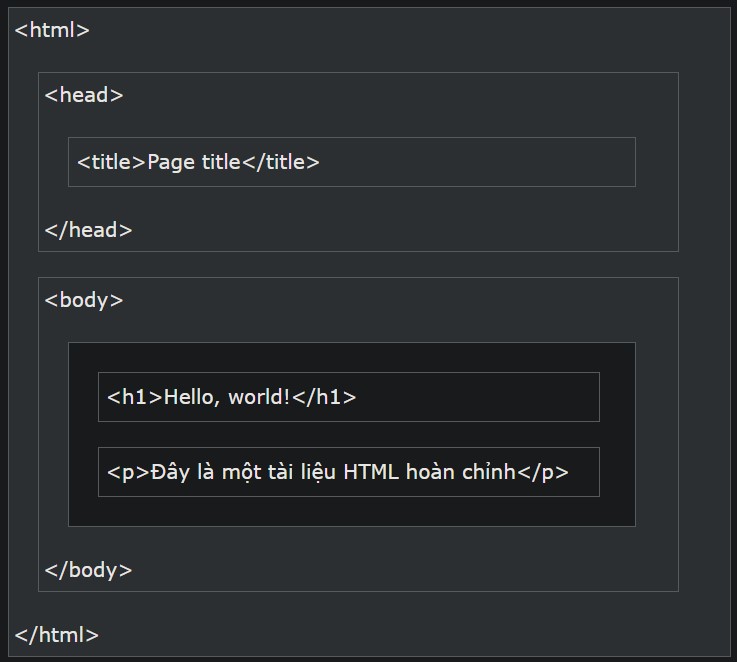 <html>
<head>
<title>Page title</title>
</head>
<body>
<h1>Hello, world!</h1>
<p>Đây là một tài liệu HTML hoàn chỉnh</p>
</body>
</html>